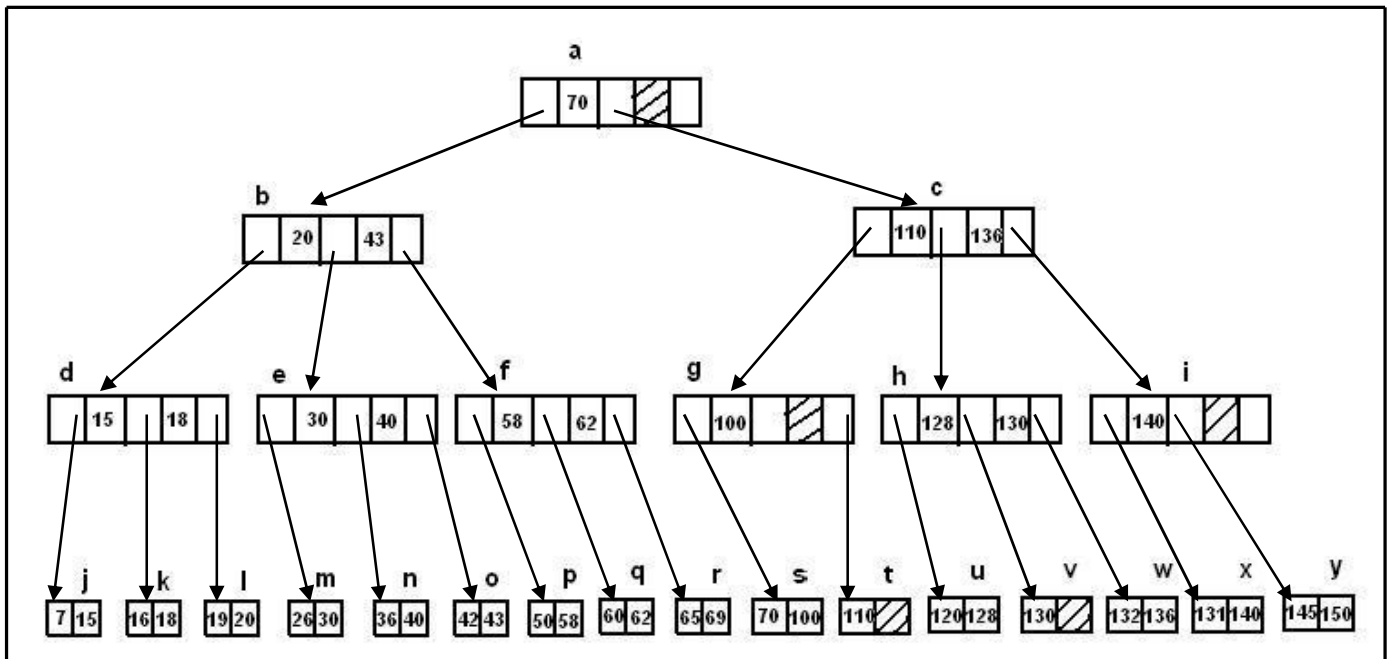 a
70
b
c
20 43
110 136
d e f g h i
15 18 30 40 58 62 100 128 130 140
j k l m n o p q r s t u v w x y
7 15 16 18 19 20 26 30 36 40 42 43 50 58 60 62 65 69 70 100 110 120 128 130 132 136 131 140 145 150